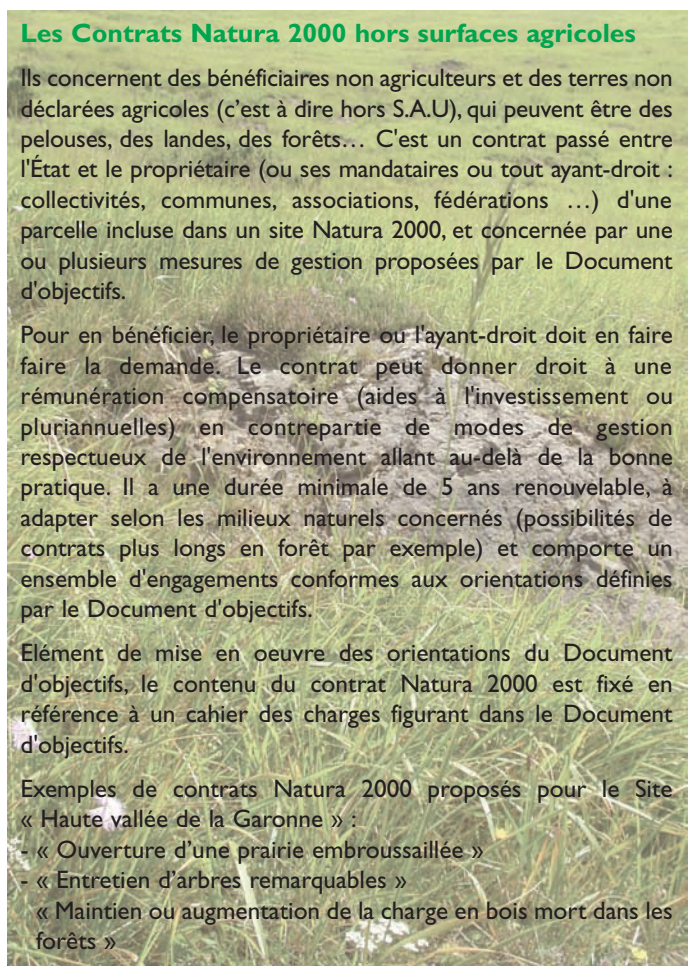 Les Contrats Natura 2000 hors surfaces agricoles
Ils concernent des bénéficiaires non agriculteurs et des terres non
déclarées agricoles (c’est à dire hors S.A.U), qui peuvent être des
pelouses, des landes, des forêts… C'est un contrat passé entre
l'État et le propriétaire (ou ses mandataires ou tout ayant-droit :
collectivités, communes, associations, fédérations …) d'une
parcelle incluse dans un site Natura 2000, et concernée par une
ou plusieurs mesures de gestion proposées par le Document
d'objectifs.
Pour en bénéficier, le propriétaire ou l'ayant-droit doit en faire
faire la demande. Le contrat peut donner droit à une
rémunération compensatoire (aides à l'investissement ou
pluriannuelles) en contrepartie de modes de gestion
respectueux de l'environnement allant au-delà de la bonne
pratique. Il a une durée minimale de 5 ans renouvelable, à
adapter selon les milieux naturels concernés (possibilités de
contrats plus longs en forêt par exemple) et comporte un
ensemble d'engagements conformes aux orientations définies
par le Document d'objectifs.
Elément de mise en oeuvre des orientations du Document
d'objectifs, le contenu du contrat Natura 2000 est fixé en
référence à un cahier des charges figurant dans le Document
d'objectifs.
Exemples de contrats Natura 2000 proposés pour le Site
« Haute vallée de la Garonne » :
- « Ouverture d’une prairie embroussaillée »
- « Entretien d’arbres remarquables »
« Maintien ou augmentation de la charge en bois mort dans les
forêts »